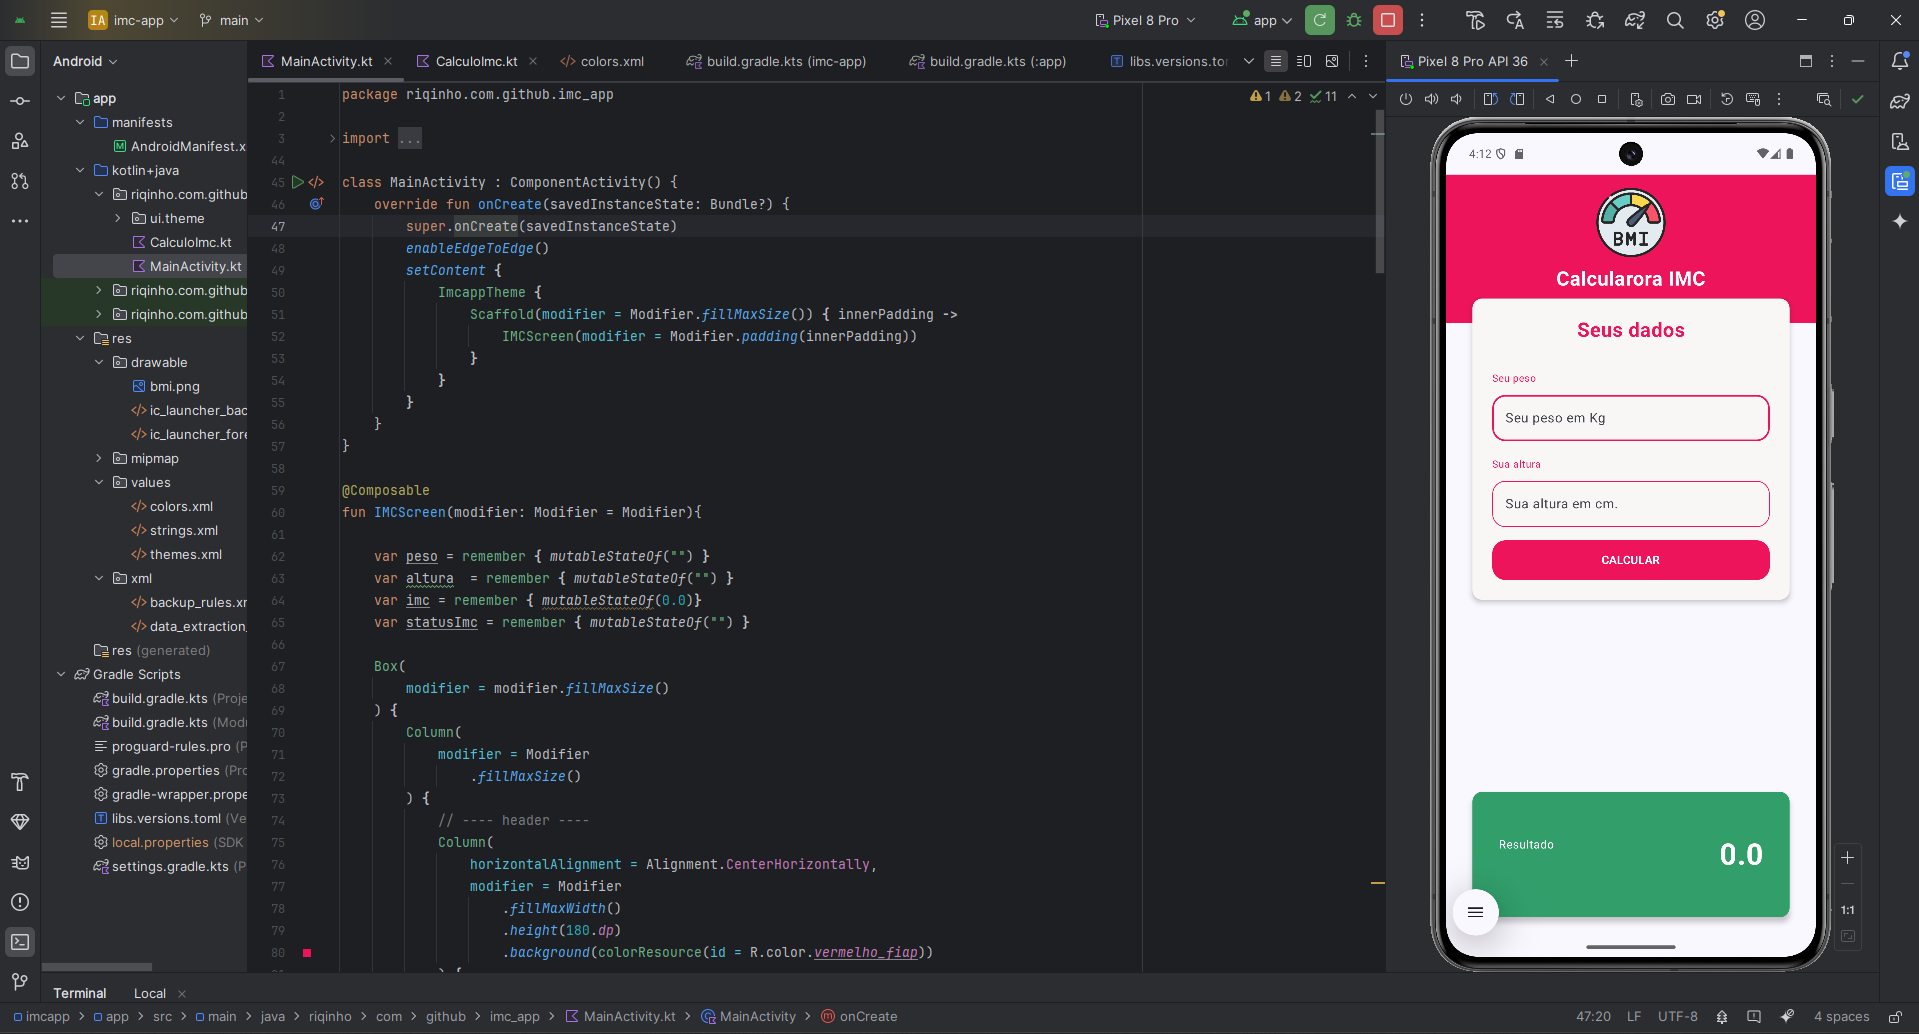 IA imc-app main Pixel 8 Pro app
Android
MainActivity.kt CalculoImc.kt colors.xml build.gradle.kts (imc-app) build.gradle.kts (:app) libs.versions.tor
Pixel 8 Pro API 36
app
manifests
AndroidManifest.x
kotlin+java
riqinho.com.github
ui.theme
CalculoImc.kt
MainActivity.kt
riqinho.com.github
riqinho.com.github
res
drawable
bmi.png
ic_launcher_bac
ic_launcher_fore
mipmap
values
colors.xml
strings.xml
themes.xml
xml
backup_rules.xr
data_extraction_
res (generated)
Gradle Scripts
build.gradle.kts (Proje
build.gradle.kts (Modu
proguard-rules.pro (P
gradle.properties (Pro
gradle-wrapper.prope
libs.versions.toml (Ve
local.properties (SDK
settings.gradle.kts (P
1 2 11
1 package riqinho.com.github.imc_app
2
3 import ...
44
45 class MainActivity : ComponentActivity() {
46 override fun onCreate(savedInstanceState: Bundle?) {
47 super.onCreate(savedInstanceState)
48 enableEdgeToEdge()
49 setContent {
50 ImcappTheme {
51 Scaffold(modifier = Modifier.fillMaxSize()) { innerPadding ->
52 IMCScreen(modifier = Modifier.padding(innerPadding))
53 }
54 }
55 }
56 }
57 }
58
59 @Composable
60 fun IMCScreen(modifier: Modifier = Modifier){
61
62 var peso = remember { mutableStateOf("") }
63 var altura  = remember { mutableStateOf("") }
64 var imc = remember { mutableStateOf(0.0)}
65 var statusImc = remember { mutableStateOf("") }
66
67 Box(
68 modifier = modifier.fillMaxSize()
69 ) {
70 Column(
71 modifier = Modifier
72 .fillMaxSize()
73 ) {
74 // ---- header ----
75 Column(
76 horizontalAlignment = Alignment.CenterHorizontally,
77 modifier = Modifier
78 .fillMaxWidth()
79 .height(180.dp)
80 .background(colorResource(id = R.color.vermelho_fiap))
) {
4:12
BMI
Calcularora IMC
Seus dados
Seu peso
Seu peso em Kg
Sua altura
Sua altura em cm.
CALCULAR
Resultado
0.0
1:1
Terminal Local
imcapp > app > src > main > java > riqinho > com > github > imc_app > MainActivity.kt > MainActivity > onCreate
47:20 LF UTF-8 4 spaces